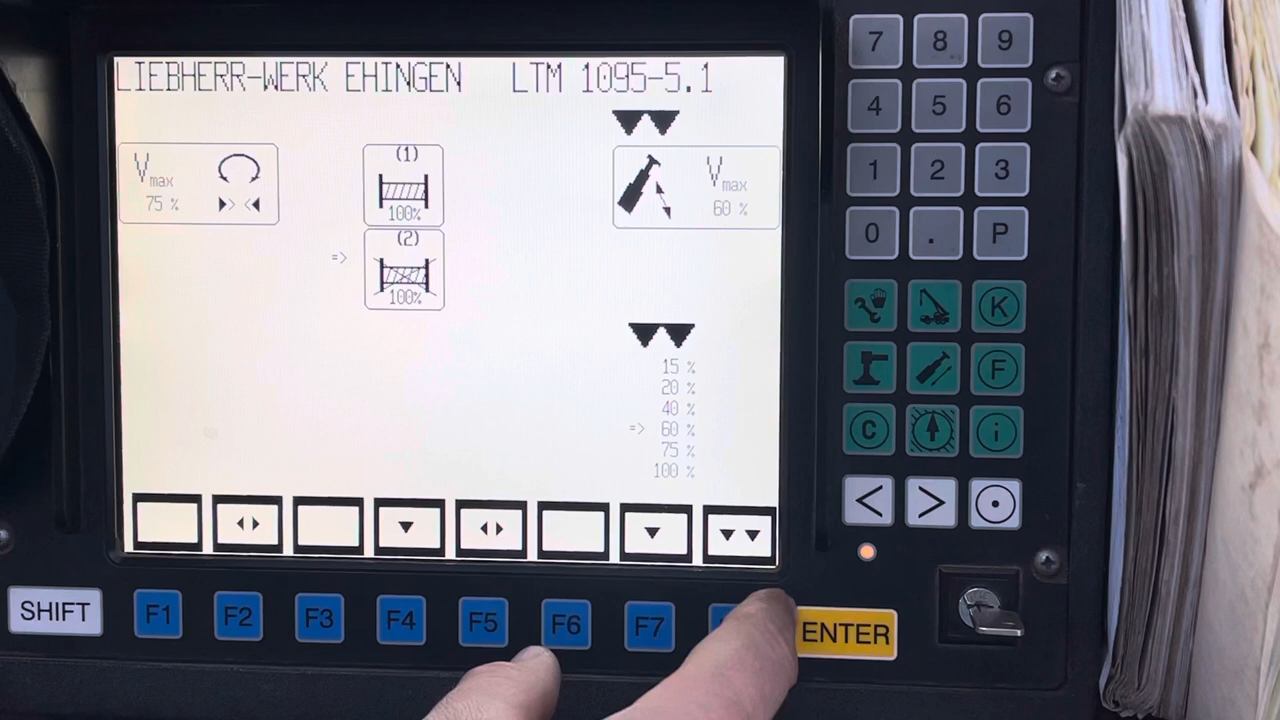 LIEBHERR-WERK EHINGEN LTM 1095-5.1
Vmax
75 %
(1)
100%
(2)
=>
100%
Vmax
60 %
15 %
20 %
40 %
=> 60 %
75 %
100 %
7 8 9
4 5 6
1 2 3
0 . P
K
F
C i
< >
SHIFT F1 F2 F3 F4 F5 F6 F7 ENTER